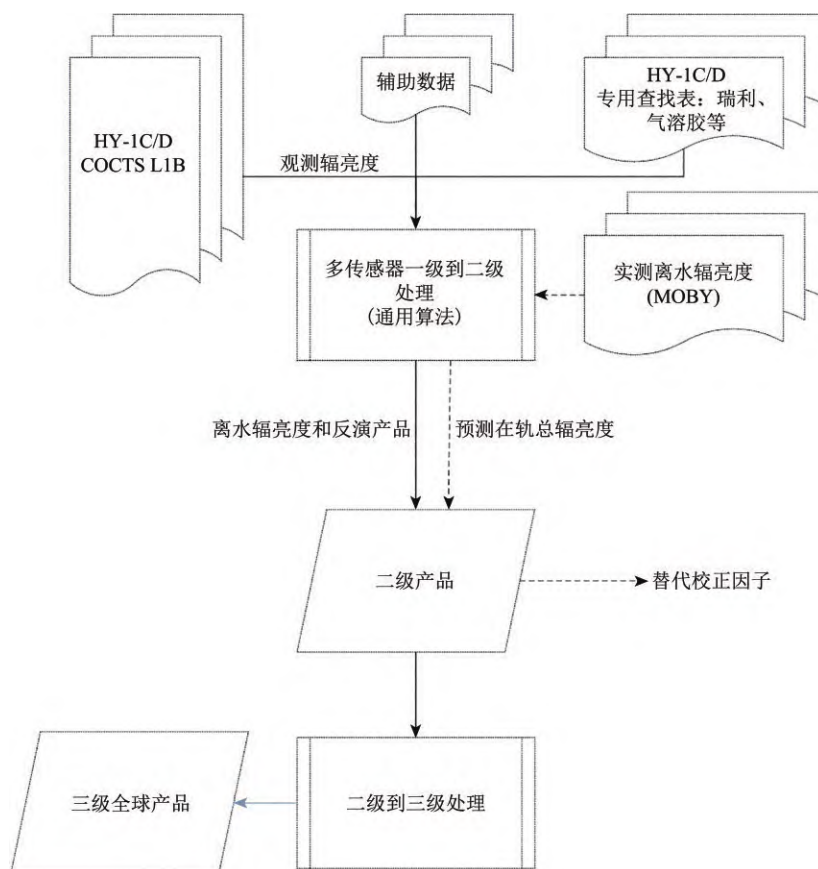 辅助数据
HY-1C/D
专用查找表：瑞利、
气溶胶等
HY-1C/D
COCTS L1B
观测辐亮度
多传感器一级到二级
处理
(通用算法)
实测离水辐亮度
(MOBY)
离水辐亮度和反演产品
预测在轨总辐亮度
二级产品
替代校正因子
三级全球产品
二级到三级处理